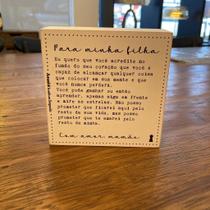 Para minha filha
Eu quero que você acredite no
fundo do seu coração que você é
capaz de alcançar qualquer coisa
que colocar em sua mente e que
você nunca perderá.
Você pode ganhar ou então
aprender, apenas siga em frente
e mire as estrelas. Não posso
prometer que ficarei aqui pelo
resto da sua vida, mas posso
prometer que te amarei pelo
resto da minha.
Com amor, mamãe